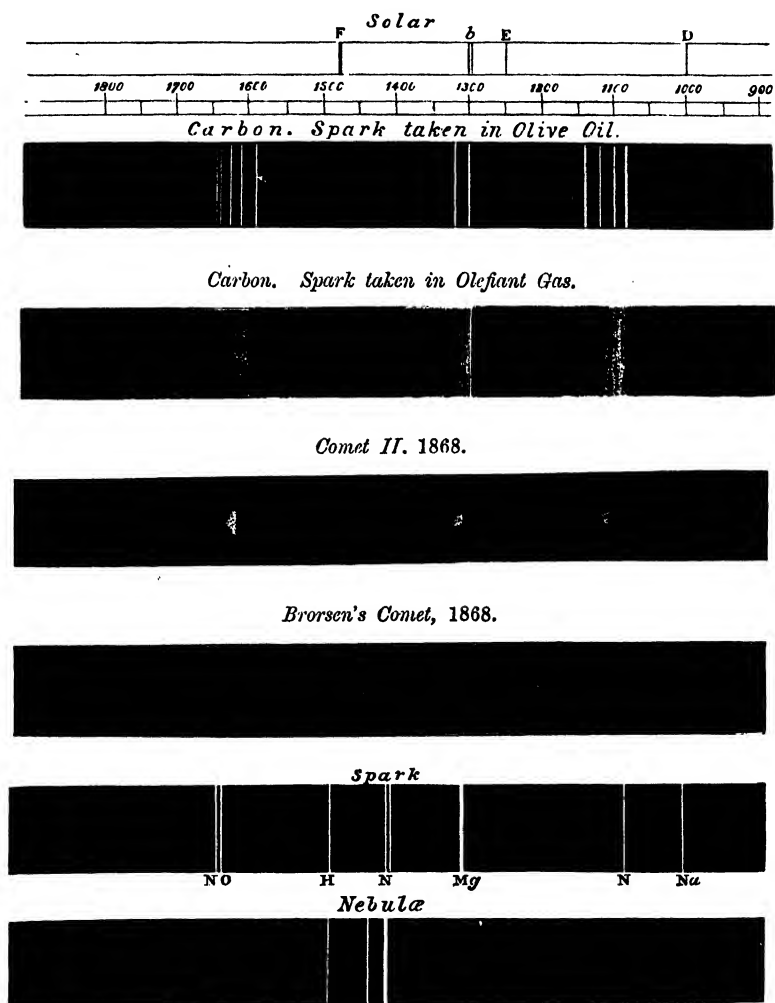 Solar
F b E D
1800 1700 1600 1500 1400 1300 1200 1100 1000 900
Carbon. Spark taken in Olive Oil.
Carbon. Spark taken in Olefiant Gas.
Comet II. 1868.
Brorsen's Comet, 1868.
Spark
N O H N Mg N Na
Nebulæ